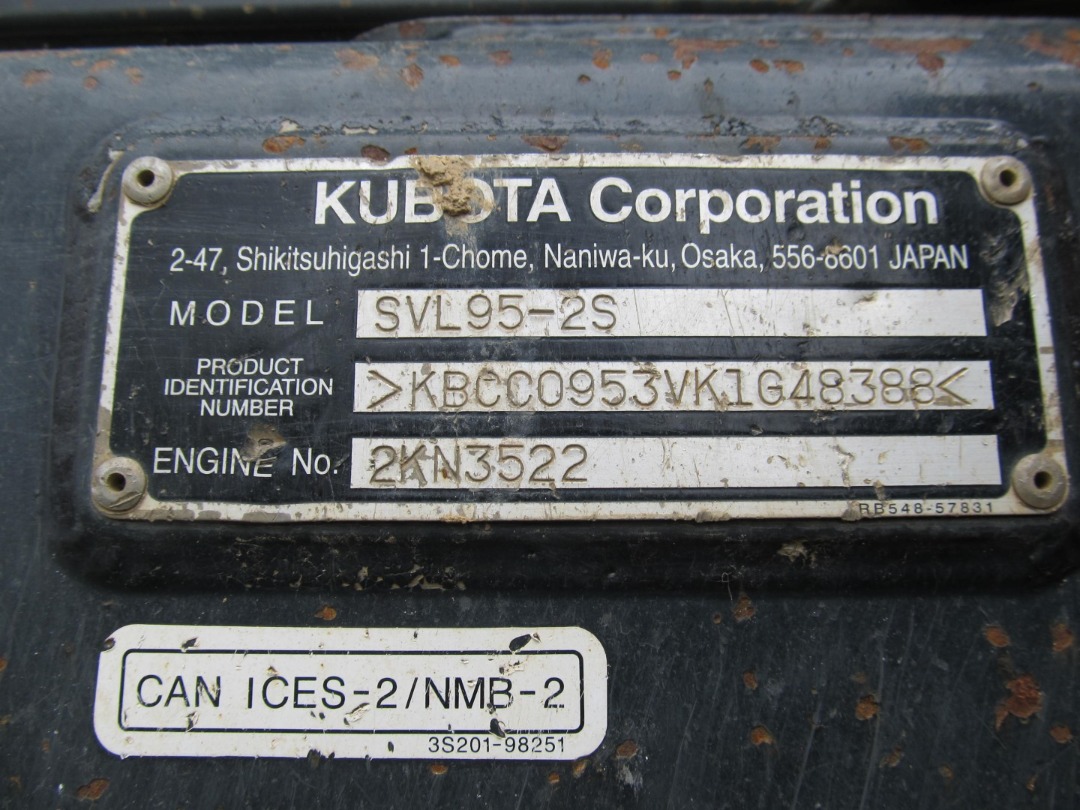 KUBOTA Corporation
2-47, Shikitsuhigashi 1-Chome, Naniwa-ku, Osaka, 556-8601 JAPAN
MODEL SVL95-2S
PRODUCT
IDENTIFICATION
NUMBER
>KBCC0953VK1G48388<
ENGINE No. 2KN3522
RB548-57831
CAN ICES-2/NMB-2
3S201-98251